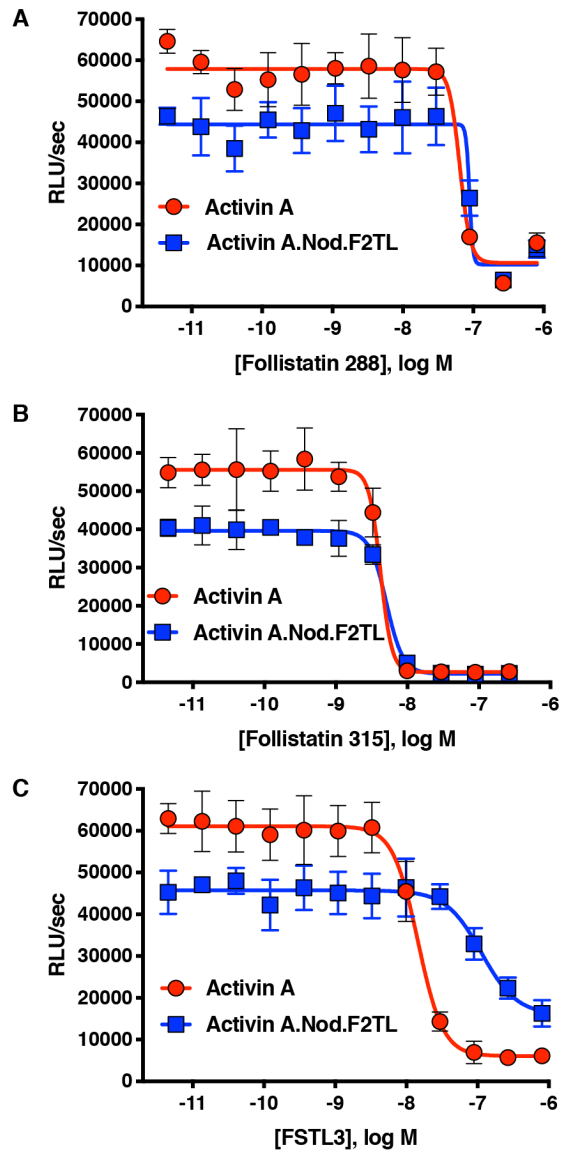 A
70000
60000
50000
40000
30000
20000
10000
0
RLU/sec
Activin A
Activin A.Nod.F2TL
-11 -10 -9 -8 -7 -6
[Follistatin 288], log M
B
70000
60000
50000
40000
30000
20000
10000
0
RLU/sec
Activin A
Activin A.Nod.F2TL
-11 -10 -9 -8 -7 -6
[Follistatin 315], log M
C
70000
60000
50000
40000
30000
20000
10000
0
RLU/sec
Activin A
Activin A.Nod.F2TL
-11 -10 -9 -8 -7 -6
[FSTL3], log M